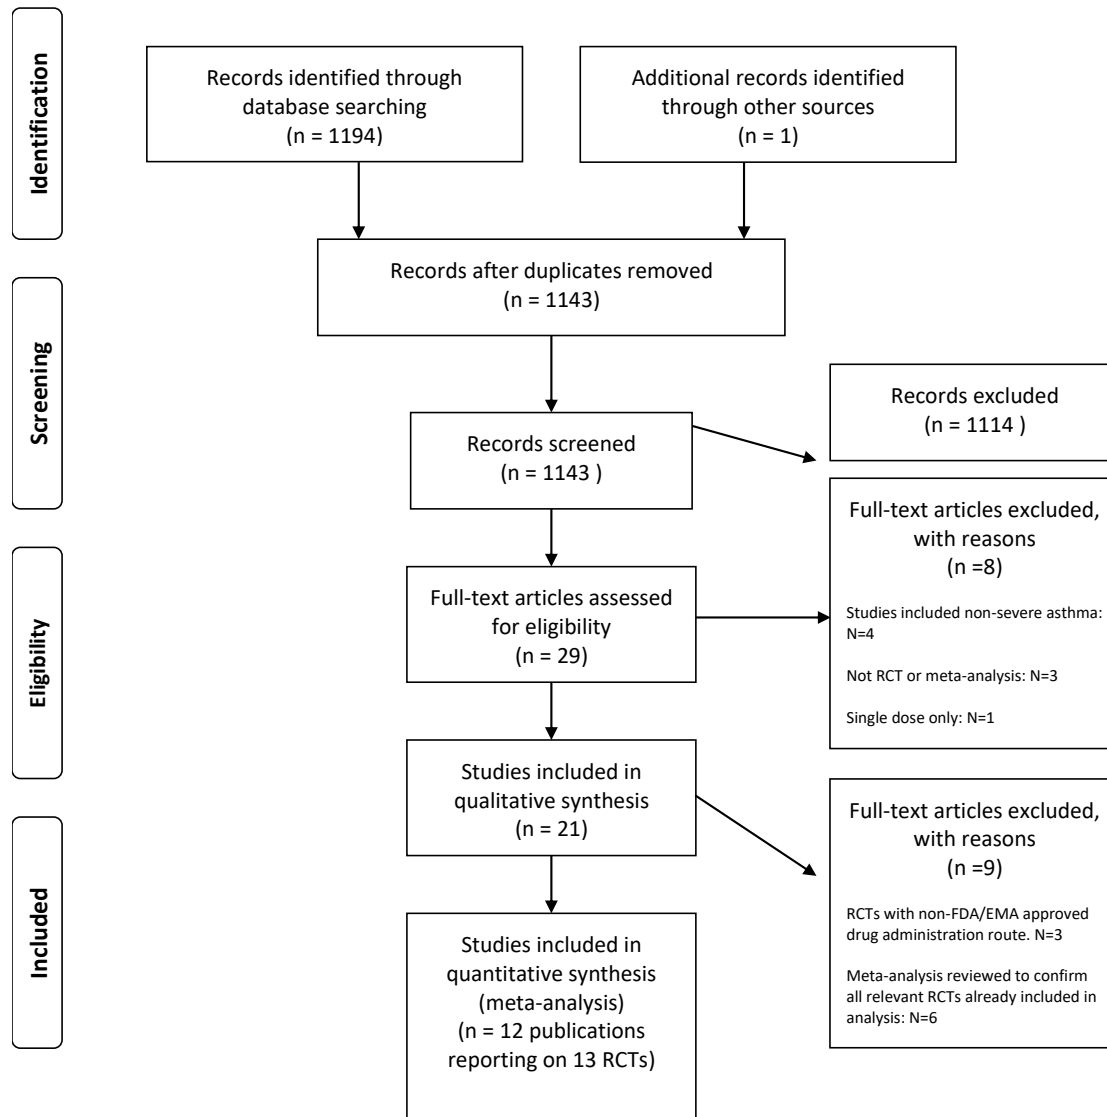 Identification
Records identified through
database searching
(n = 1194)
Additional records identified
through other sources
(n = 1)
Records after duplicates removed
(n = 1143)
Screening
Records screened
(n = 1143 )
Records excluded
(n = 1114 )
Eligibility
Full-text articles assessed
for eligibility
(n = 29)
Full-text articles excluded,
with reasons
(n =8)
Studies included non-severe asthma:
N=4
Not RCT or meta-analysis: N=3
Single dose only: N=1
Studies included in
qualitative synthesis
(n = 21)
Full-text articles excluded,
with reasons
(n =9)
RCTs with non-FDA/EMA approved
drug administration route. N=3
Meta-analysis reviewed to confirm
all relevant RCTs already included in
analysis: N=6
Included
Studies included in
quantitative synthesis
(meta-analysis)
(n = 12 publications
reporting on 13 RCTs)